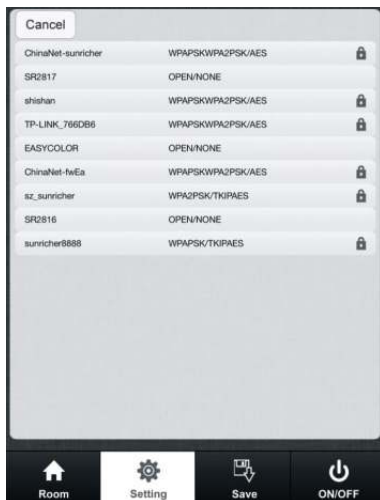 Cancel
ChinaNet-sunricher WPAPSKWPA2PSK/AES
SR2817 OPEN/NONE
shishan WPAPSKWPA2PSK/AES
TP-LINK_766DB6 WPAPSKWPA2PSK/AES
EASYCOLOR OPEN/NONE
ChinaNet-fwEa WPAPSKWPA2PSK/AES
sz_sunricher WPA2PSK/TKIPAES
SR2816 OPEN/NONE
sunricher8888 WPAPSK/TKIPAES
Room Setting Save ON/OFF